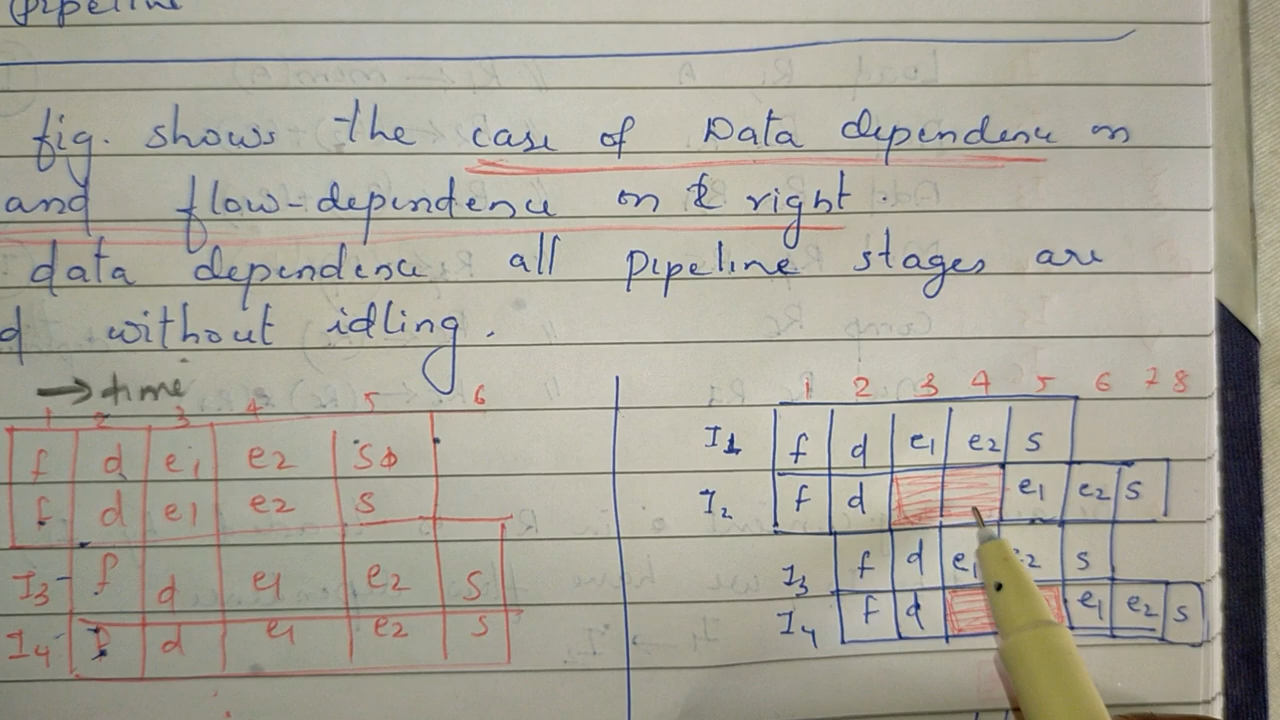 pipeline
fig. shows the case of Data dependence on
and flow-dependence on t right.
data dependence all pipeline stages are
d without idling.
→ time
1 2 3 4 5 6
f d e1 e2 s
f d e1 e2 s
I3 f d e1 e2 s
I4 f d e1 e2 s
1 2 3 4 5 6 7 8
I1 f d e1 e2 s
I2 f d e1 e2 s
I3 f d e1 2 s
I4 f d e1 e2 s